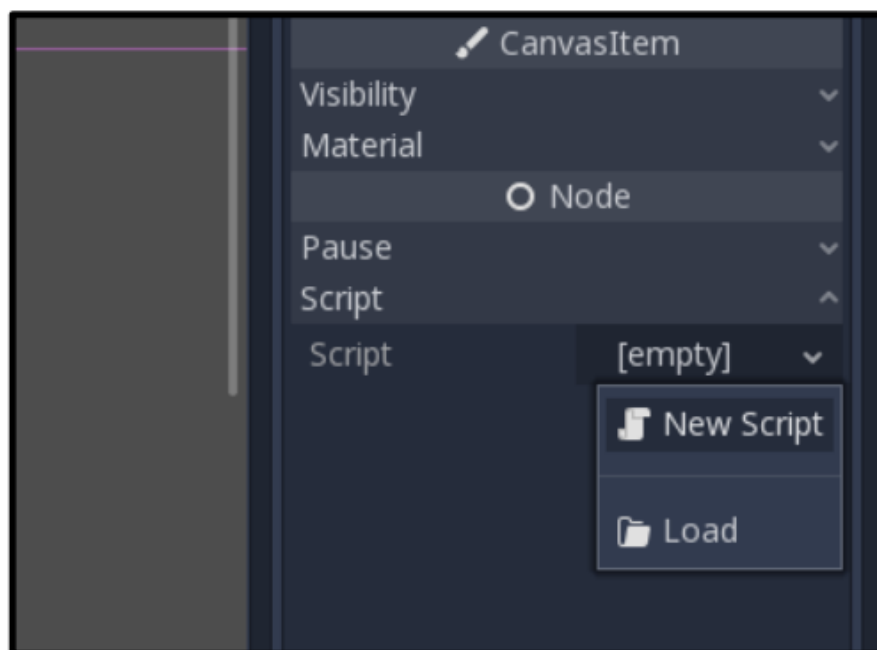 CanvasItem
Visibility
Material
Node
Pause
Script
Script [empty]
New Script
Load